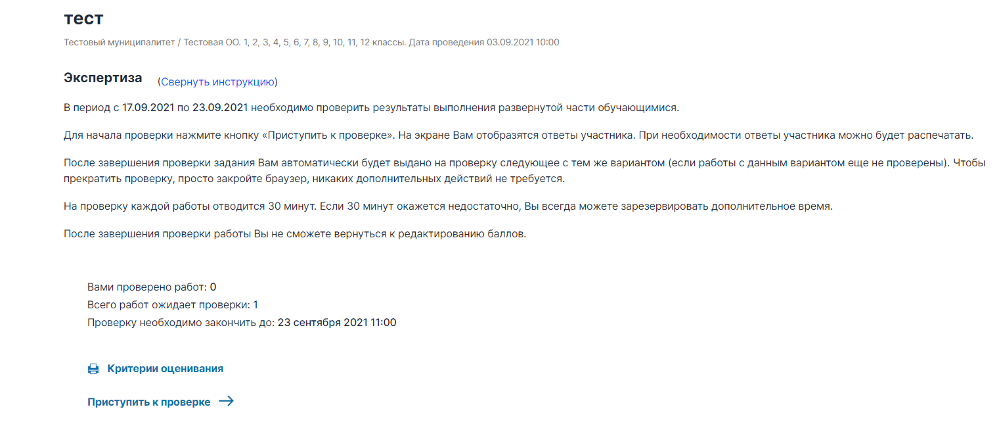 тест
Тестовый муниципалитет / Тестовая ОО. 1, 2, 3, 4, 5, 6, 7, 8, 9, 10, 11, 12 классы. Дата проведения 03.09.2021 10:00
Экспертиза (Свернуть инструкцию)
В период с 17.09.2021 по 23.09.2021 необходимо проверить результаты выполнения развернутой части обучающимися.
Для начала проверки нажмите кнопку «Приступить к проверке». На экране Вам отобразятся ответы участника. При необходимости ответы участника можно будет распечатать.
После завершения проверки задания Вам автоматически будет выдано на проверку следующее с тем же вариантом (если работы с данным вариантом еще не проверены). Чтобы
прекратить проверку, просто закройте браузер, никаких дополнительных действий не требуется.
На проверку каждой работы отводится 30 минут. Если 30 минут окажется недостаточно, Вы всегда можете зарезервировать дополнительное время.
После завершения проверки работы Вы не сможете вернуться к редактированию баллов.
Вами проверено работ: 0
Всего работ ожидает проверки: 1
Проверку необходимо закончить до: 23 сентября 2021 11:00
Критерии оценивания
Приступить к проверке →